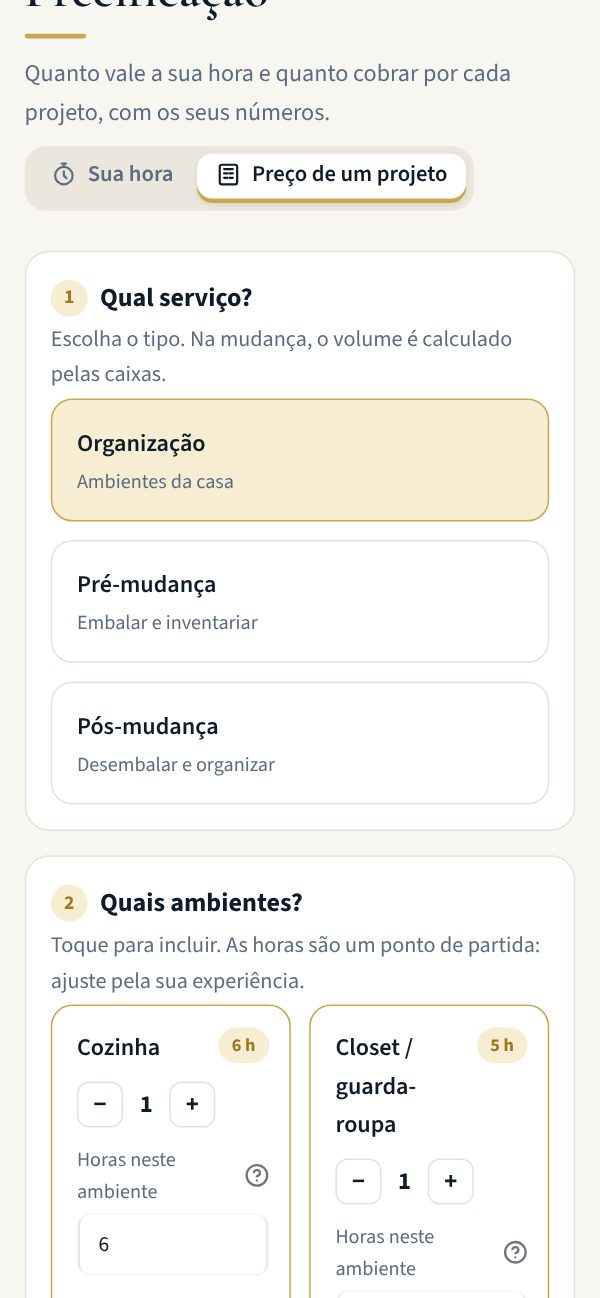 Precificação
Quanto vale a sua hora e quanto cobrar por cada
projeto, com os seus números.
Sua hora
Preço de um projeto
1
Qual serviço?
Escolha o tipo. Na mudança, o volume é calculado
pelas caixas.
Organização
Ambientes da casa
Pré-mudança
Embalar e inventariar
Pós-mudança
Desembalar e organizar
2
Quais ambientes?
Toque para incluir. As horas são um ponto de partida:
ajuste pela sua experiência.
Cozinha
6 h
− 1 +
Horas neste
ambiente
?
6
Closet /
guarda-
roupa
5 h
− 1 +
Horas neste
ambiente
?